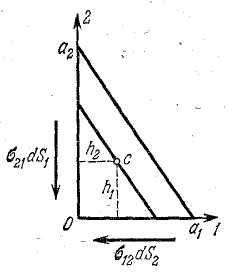 2
a₂
σ₂₁dS₁
h₂
c
h₁
0
a₁
1
σ₁₂dS₂